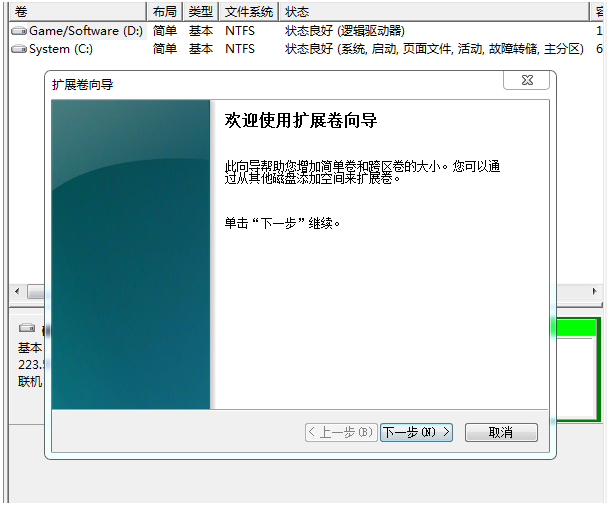 卷 布局 类型 文件系统 状态
Game/Software (D:) 简单 基本 NTFS 状态良好 (逻辑驱动器) 1
System (C:) 简单 基本 NTFS 状态良好 (系统, 启动, 页面文件, 活动, 故障转储, 主分区) 6
扩展卷向导
欢迎使用扩展卷向导
此向导帮助您增加简单卷和跨区卷的大小。您可以通
过从其他磁盘添加空间来扩展卷。
单击“下一步”继续。
基本
223.
联机
< 上一步(B) 下一步(N) > 取消